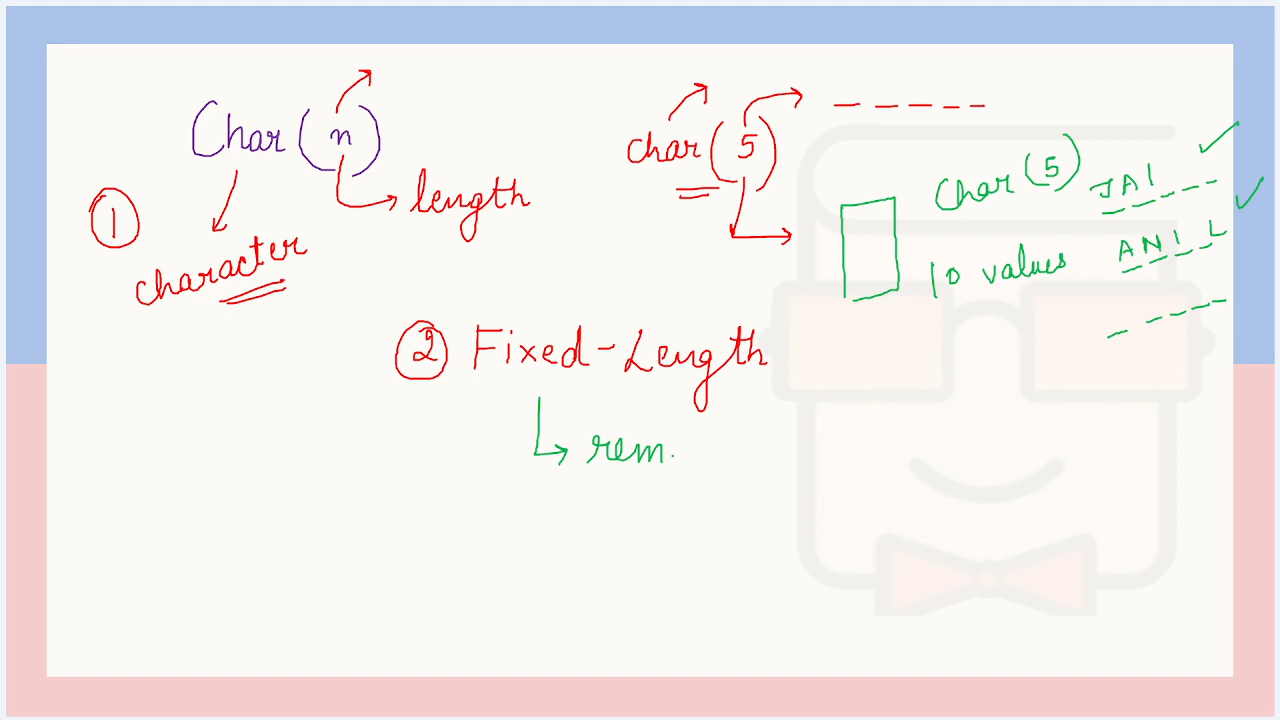 Char (n)
length
①
character
char (5) _ _ _ _ _
Char (5) JAI _ _
10 values ANIL
② Fixed-Length
rem.